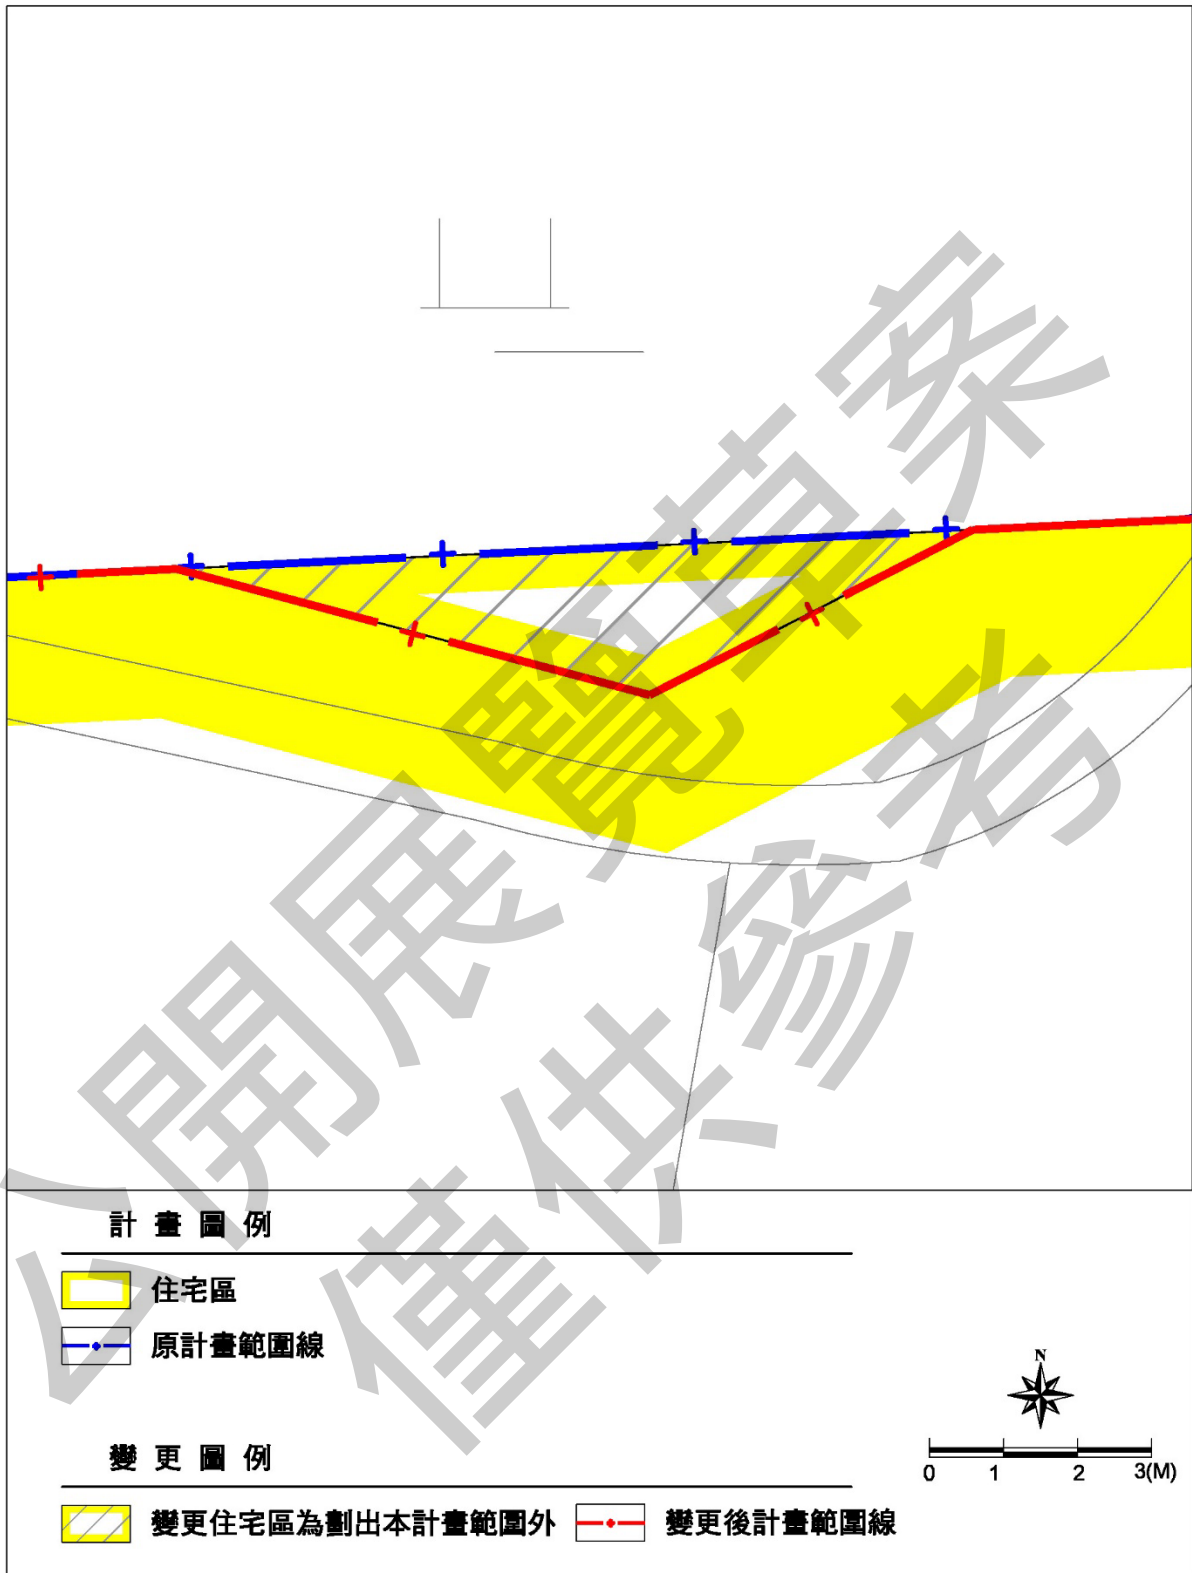 公開展覽草案
僅供參考
計畫圖例
住宅區
原計畫範圍線
變更圖例
變更住宅區為劃出本計畫範圍外
變更後計畫範圍線
N
0 1 2 3(M)